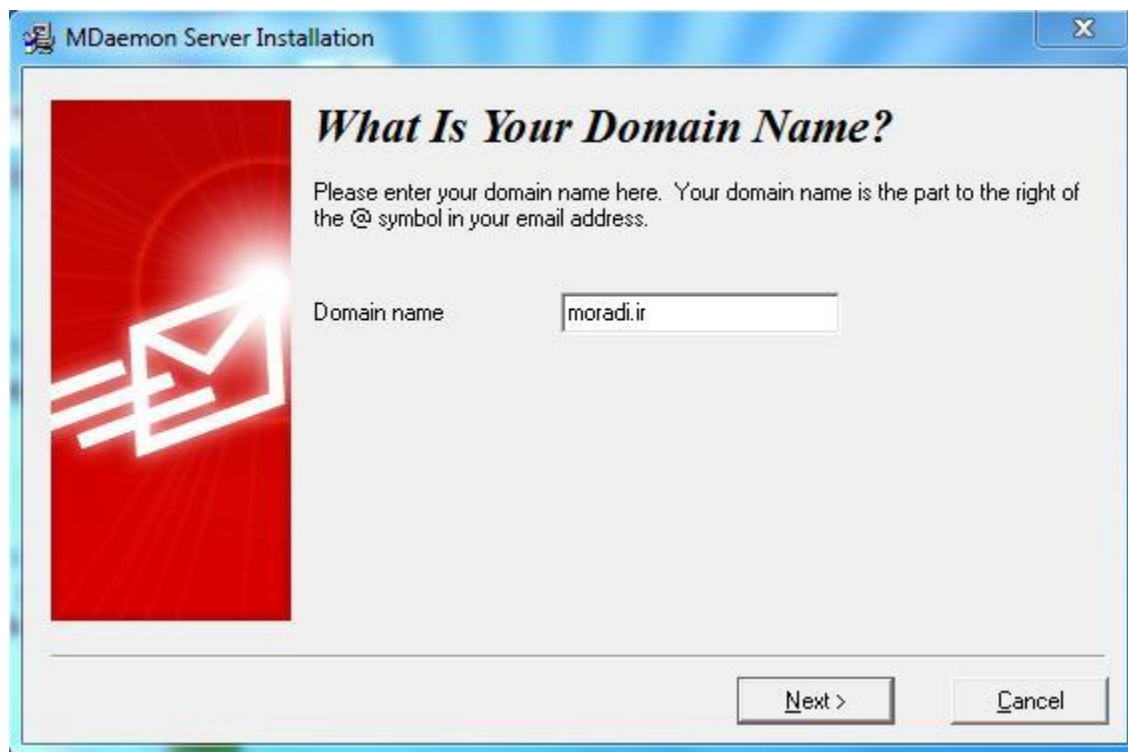 MDaemon Server Installation
What Is Your Domain Name?
Please enter your domain name here. Your domain name is the part to the right of
the @ symbol in your email address.
Domain name moradi.ir
Next > Cancel